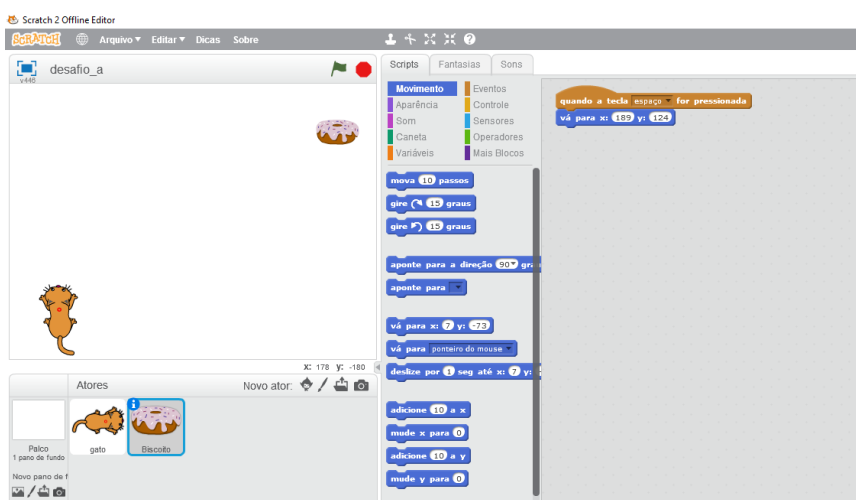 Scratch 2 Offline Editor
SCRATCH Arquivo Editar Dicas Sobre
desafio_a
v446
X: 178 y: -180
Atores
Novo ator:
Palco
1 pano de fundo
Novo pano de f
gato
Biscoito
Scripts Fantasias Sons
Movimento Eventos
Aparência Controle
Som Sensores
Caneta Operadores
Variáveis Mais Blocos
mova 10 passos
gire 15 graus
gire 15 graus
aponte para a direção 90 gra
aponte para
vá para x: 7 y: -73
vá para ponteiro do mouse
deslize por 1 seg até x: 7 y:
adicione 10 a x
mude x para 0
adicione 10 a y
mude y para 0
quando a tecla espaço for pressionada
vá para x: 189 y: 124